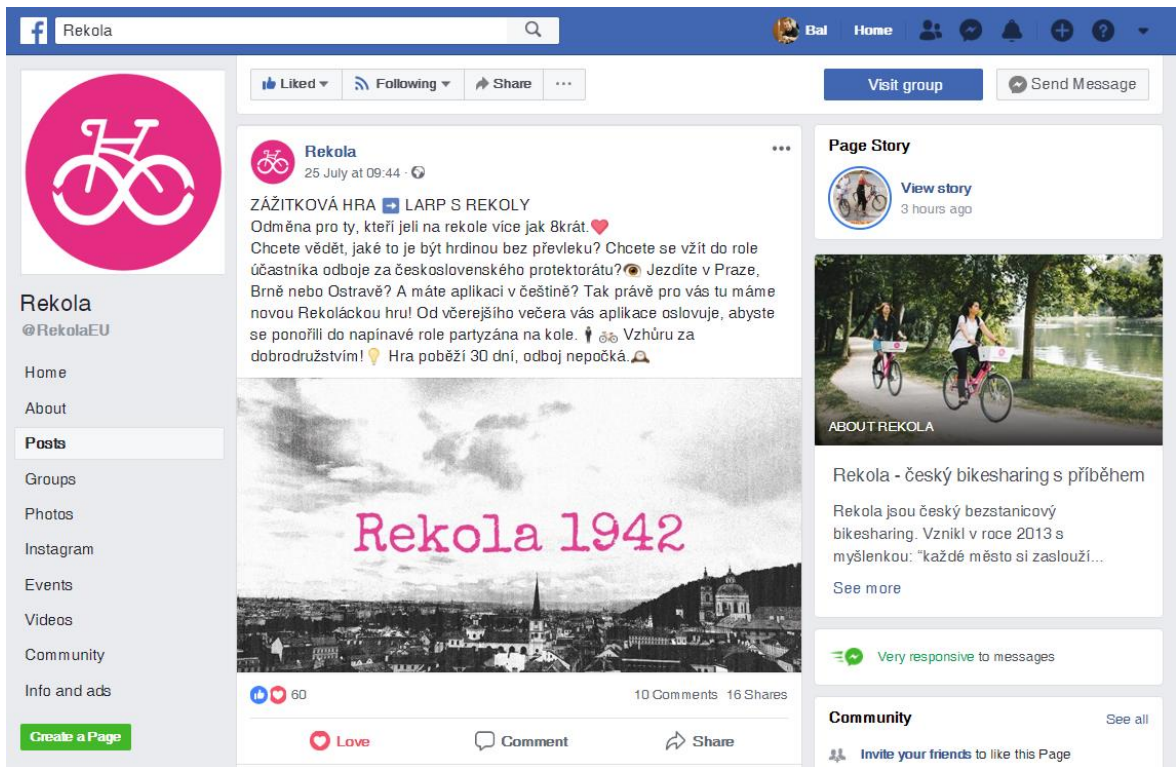 Rekola
Bal
Home
Liked
Following
Share
Visit group
Send Message
Rekola
@RekolaEU
Home
About
Posts
Groups
Photos
Instagram
Events
Videos
Community
Info and ads
Create a Page
Rekola
25 July at 09:44
ZÁŽITKOVÁ HRA ➡️ LARP S REKOLY
Odměna pro ty, kteří jeli na rekole více jak 8krát.❤️
Chcete vědět, jaké to je být hrdinou bez převleku? Chcete se vžít do role
účastníka odboje za československého protektorátu?👁️ Jezdíte v Praze,
Brně nebo Ostravě? A máte aplikaci v češtině? Tak právě pro vás tu máme
novou Rekoláckou hru! Od včerejšího večera vás aplikace oslovuje, abyste
se ponořili do napínavé role partyzána na kole. 🕴️ 🚲 Vzhůru za
dobrodružstvím!💡 Hra poběží 30 dní, odboj nepočká.🕰️
Rekola 1942
60
10 Comments 16 Shares
Love
Comment
Share
Page Story
View story
3 hours ago
ABOUT REKOLA
Rekola - český bikesharing s příběhem
Rekola jsou český bezstanicový
bikesharing. Vznikl v roce 2013 s
myšlenkou: “každé město si zaslouží...
See more
Very responsive to messages
Community
See all
Invite your friends to like this Page